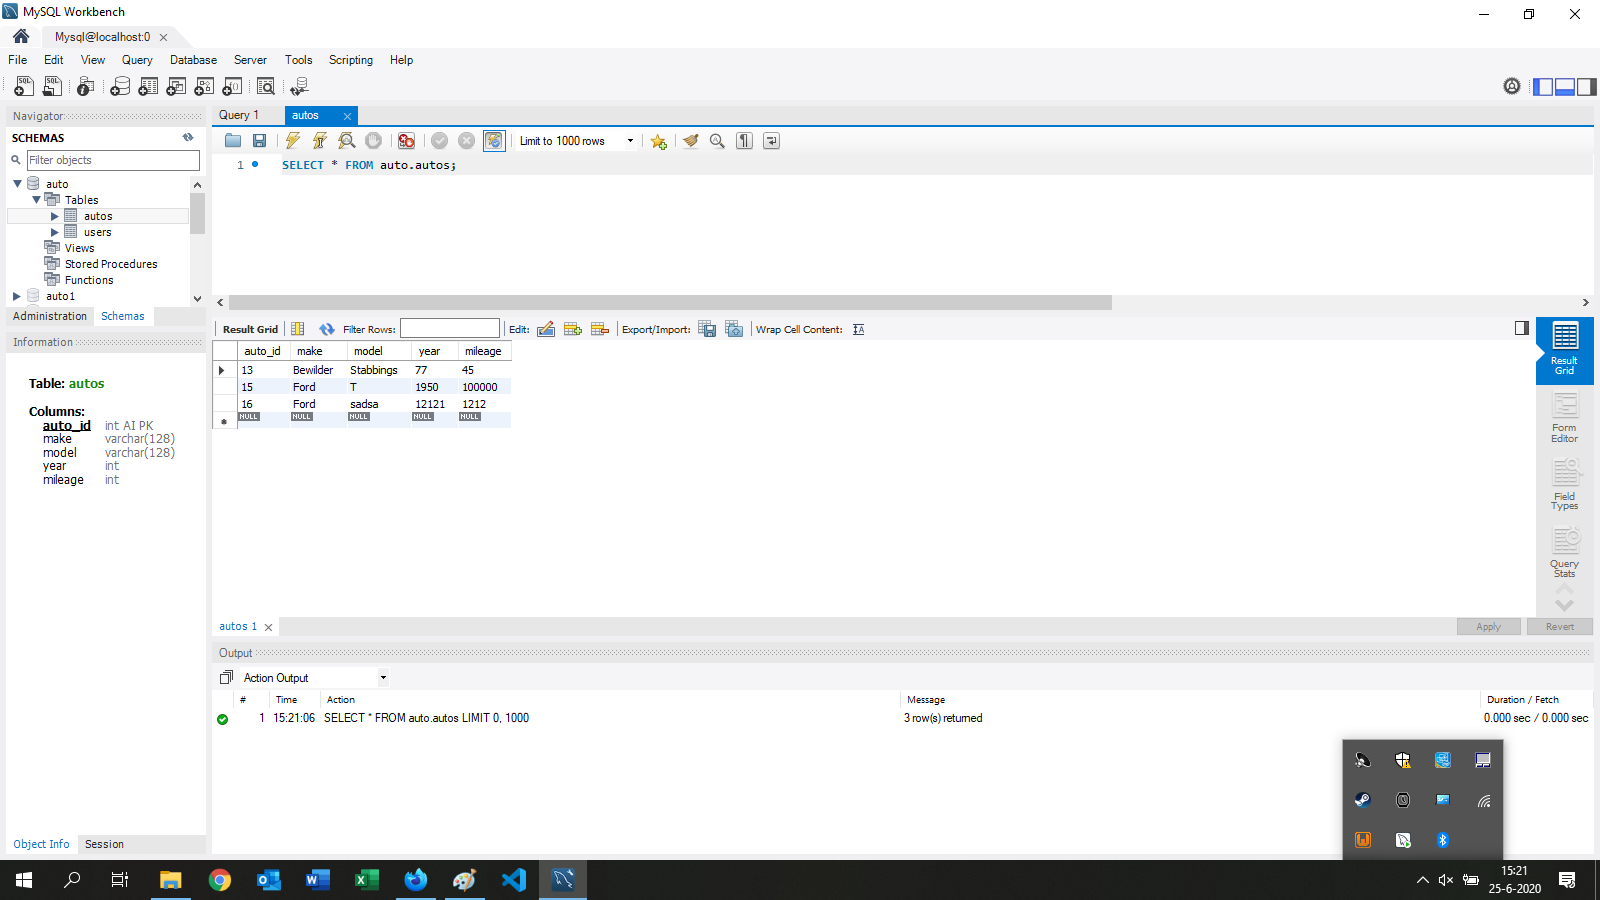 MySQL Workbench
Mysql@localhost:0
File Edit View Query Database Server Tools Scripting Help
Navigator
SCHEMAS
Filter objects
auto
Tables
autos
users
Views
Stored Procedures
Functions
auto1
Administration Schemas
Information
Table: autos
Columns:
auto_id int AI PK
make varchar(128)
model varchar(128)
year int
mileage int
Object Info Session
Query 1 autos
Limit to 1000 rows
1 SELECT * FROM auto.autos;
Result Grid Filter Rows: Edit: Export/Import: Wrap Cell Content:
auto_id make model year mileage
13 Bewilder Stabbings 77 45
15 Ford T 1950 100000
16 Ford sadsa 12121 1212
NULL NULL NULL NULL NULL
Result
Grid
Form
Editor
Field
Types
Query
Stats
autos 1
Apply Revert
Output
Action Output
# Time Action Message Duration / Fetch
1 15:21:06 SELECT * FROM auto.autos LIMIT 0, 1000 3 row(s) returned 0.000 sec / 0.000 sec
15:21
25-6-2020